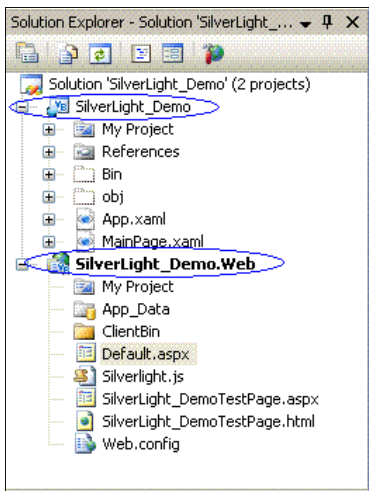 Solution Explorer - Solution 'SilverLight_...
Solution 'SilverLight_Demo' (2 projects)
SilverLight_Demo
My Project
References
Bin
obj
App.xaml
MainPage.xaml
SilverLight_Demo.Web
My Project
App_Data
ClientBin
Default.aspx
Silverlight.js
SilverLight_DemoTestPage.aspx
SilverLight_DemoTestPage.html
Web.config